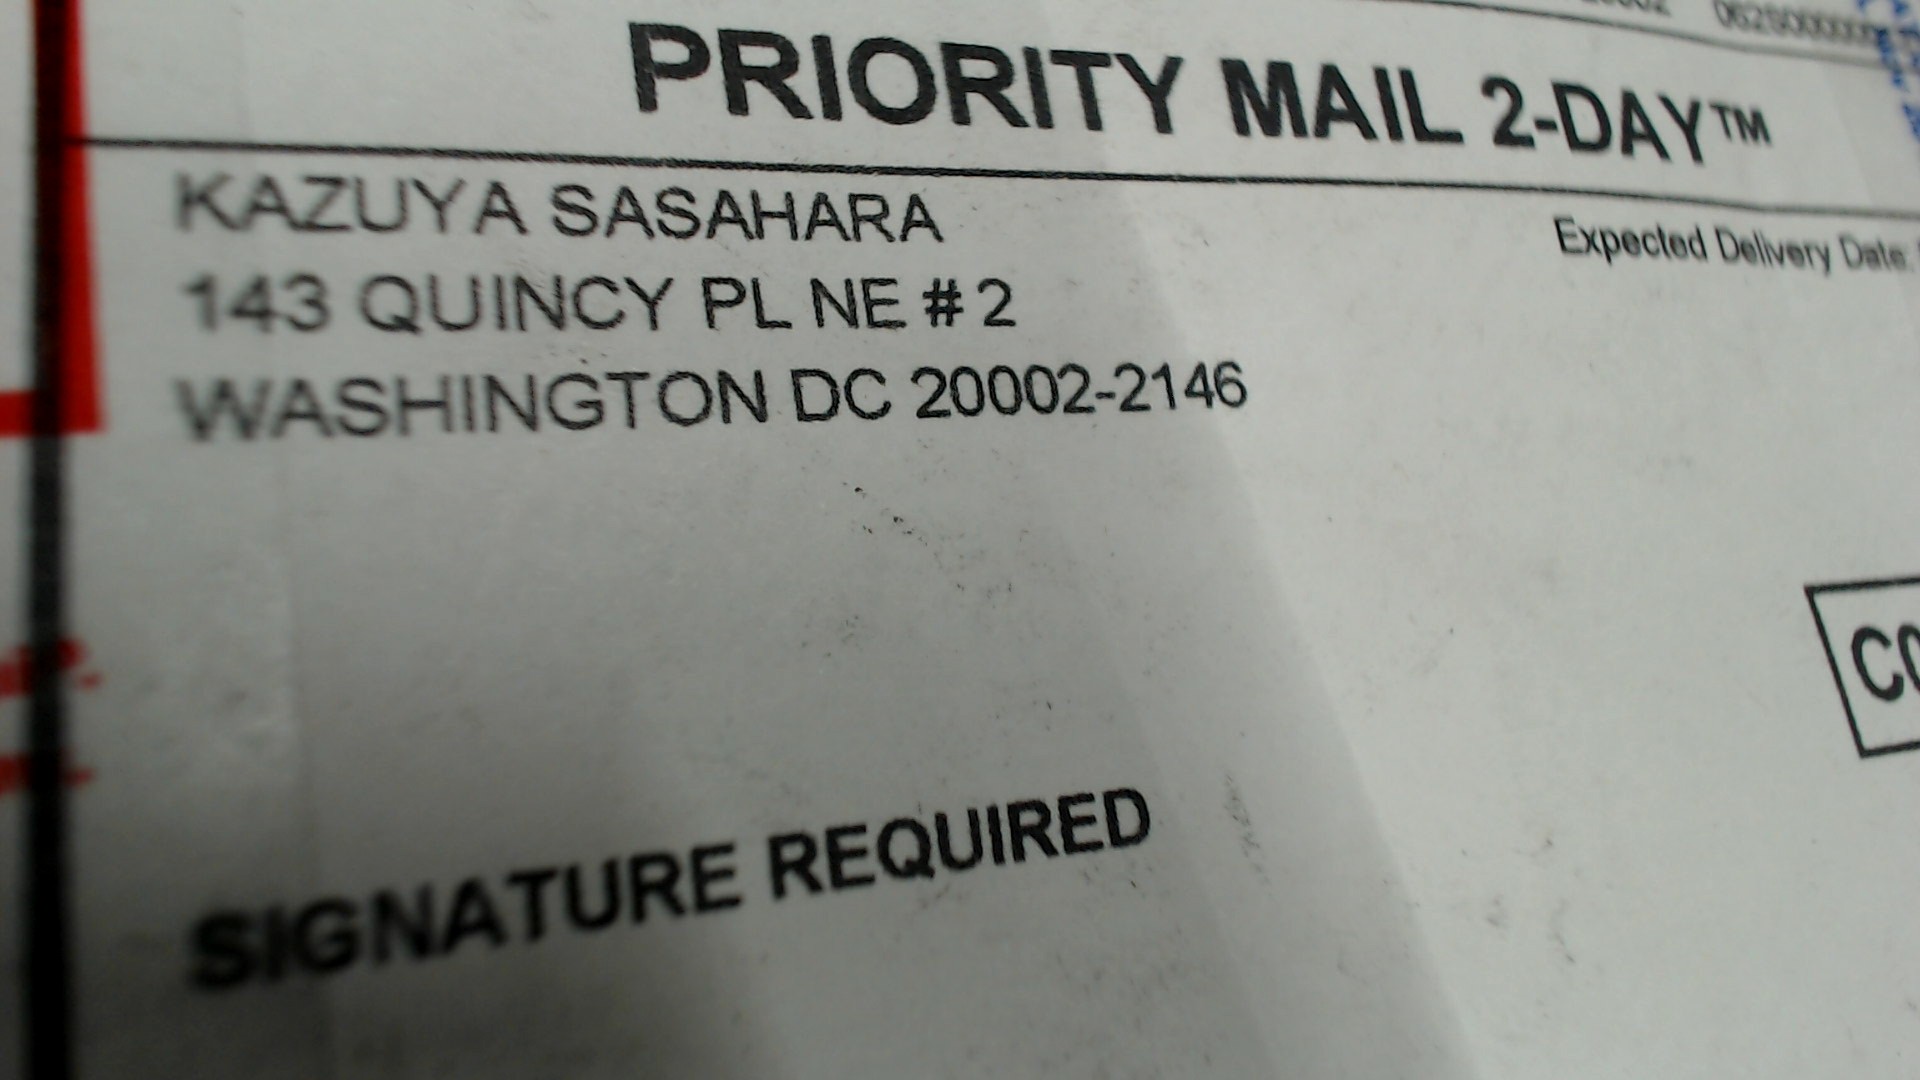 PRIORITY MAIL 2-DAY™
KAZUYA SASAHARA
Expected Delivery Date:
143 QUINCY PL NE # 2
WASHINGTON DC 20002-2146
SIGNATURE REQUIRED